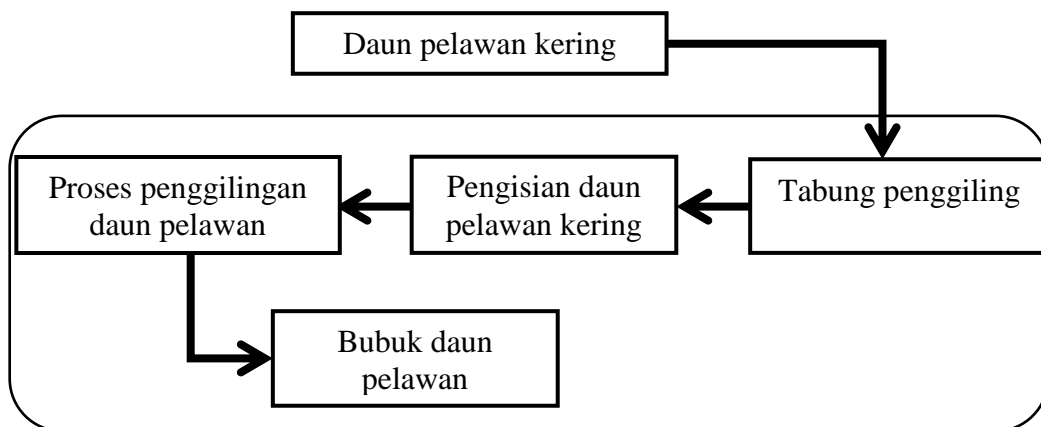 Daun pelawan kering
Tabung penggiling
Pengisian daun
pelawan kering
Proses penggilingan
daun pelawan
Bubuk daun
pelawan